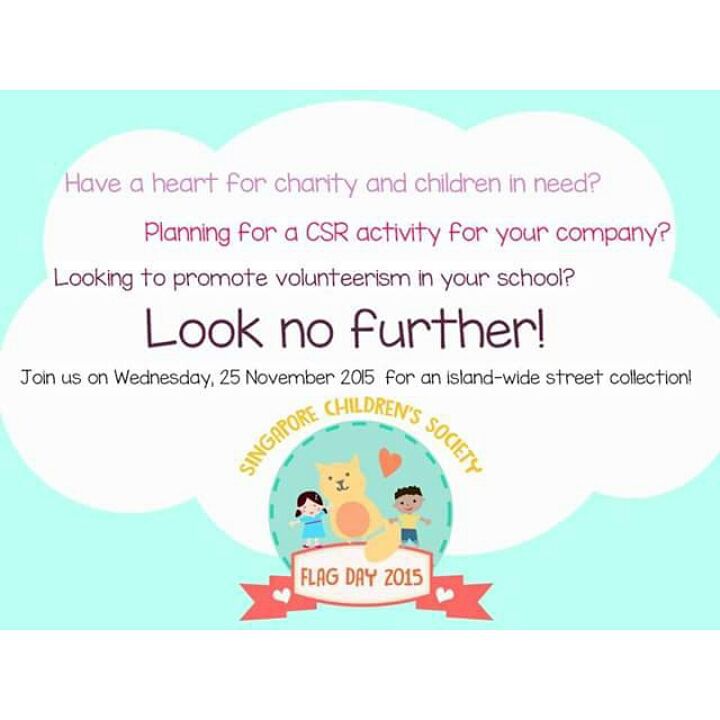 Have a heart for charity and children in need?
Planning for a CSR activity for your company?
Looking to promote volunteerism in your school?
Look no further!
Join us on Wednesday, 25 November 2015 for an island-wide street collection!
SINGAPORE CHILDREN'S SOCIETY
FLAG DAY 2015